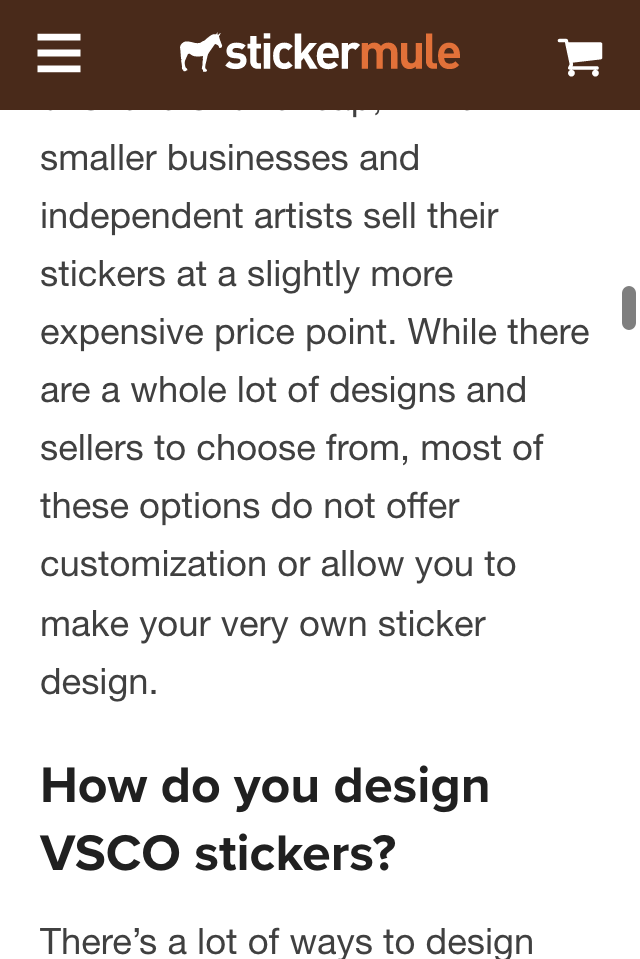 stickermule
smaller businesses and
independent artists sell their
stickers at a slightly more
expensive price point. While there
are a whole lot of designs and
sellers to choose from, most of
these options do not offer
customization or allow you to
make your very own sticker
design.
How do you design
VSCO stickers?
There’s a lot of ways to design